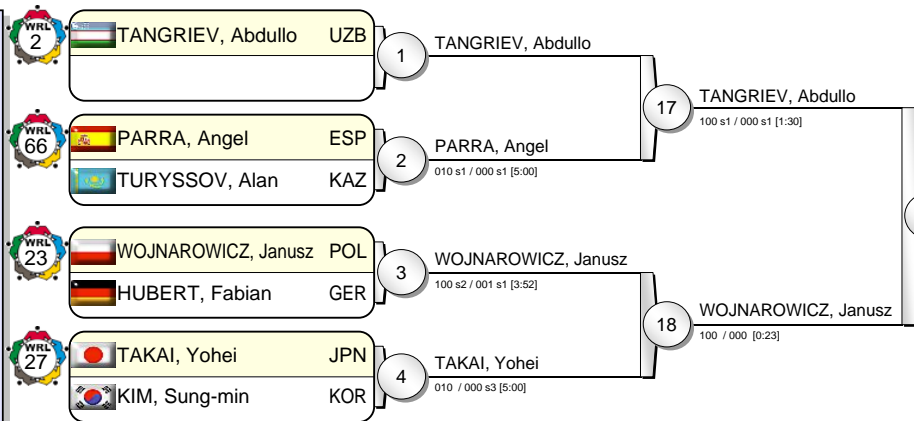 WRL
2
TANGRIEV, Abdullo UZB
1
TANGRIEV, Abdullo
17
TANGRIEV, Abdullo
100 s1 / 000 s1 [1:30]
WRL
66
PARRA, Angel ESP
TURYSSOV, Alan KAZ
2
PARRA, Angel
010 s1 / 000 s1 [5:00]
WRL
23
WOJNAROWICZ, Janusz POL
HUBERT, Fabian GER
3
WOJNAROWICZ, Janusz
100 s2 / 001 s1 [3:52]
18
WOJNAROWICZ, Janusz
100 / 000 [0:23]
WRL
27
TAKAI, Yohei JPN
KIM, Sung-min KOR
4
TAKAI, Yohei
010 / 000 s3 [5:00]